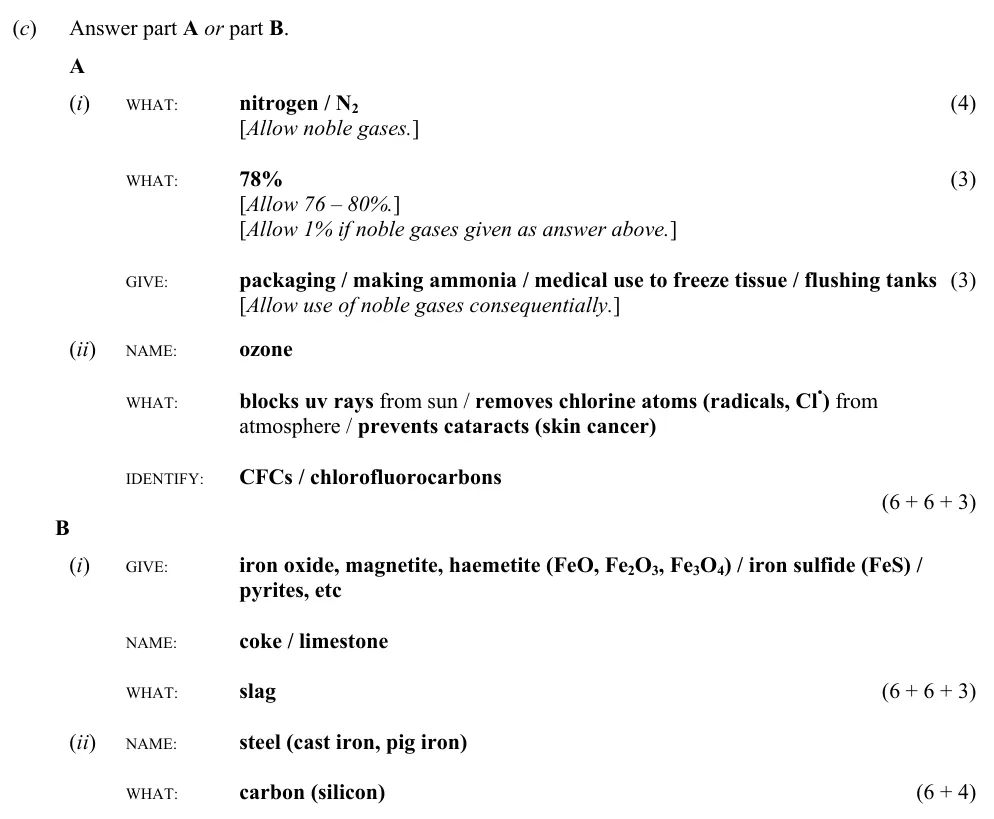 (c) Answer part A or part B.
A
(i) WHAT: nitrogen / N₂ (4)
[Allow noble gases.]
WHAT: 78% (3)
[Allow 76 – 80%.]
[Allow 1% if noble gases given as answer above.]
GIVE: packaging / making ammonia / medical use to freeze tissue / flushing tanks (3)
[Allow use of noble gases consequentially.]
(ii) NAME: ozone
WHAT: blocks uv rays from sun / removes chlorine atoms (radicals, Cl•) from
atmosphere / prevents cataracts (skin cancer)
IDENTIFY: CFCs / chlorofluorocarbons
(6 + 6 + 3)
B
(i) GIVE: iron oxide, magnetite, haemetite (FeO, Fe₂O₃, Fe₃O₄) / iron sulfide (FeS) /
pyrites, etc
NAME: coke / limestone
WHAT: slag (6 + 6 + 3)
(ii) NAME: steel (cast iron, pig iron)
WHAT: carbon (silicon) (6 + 4)